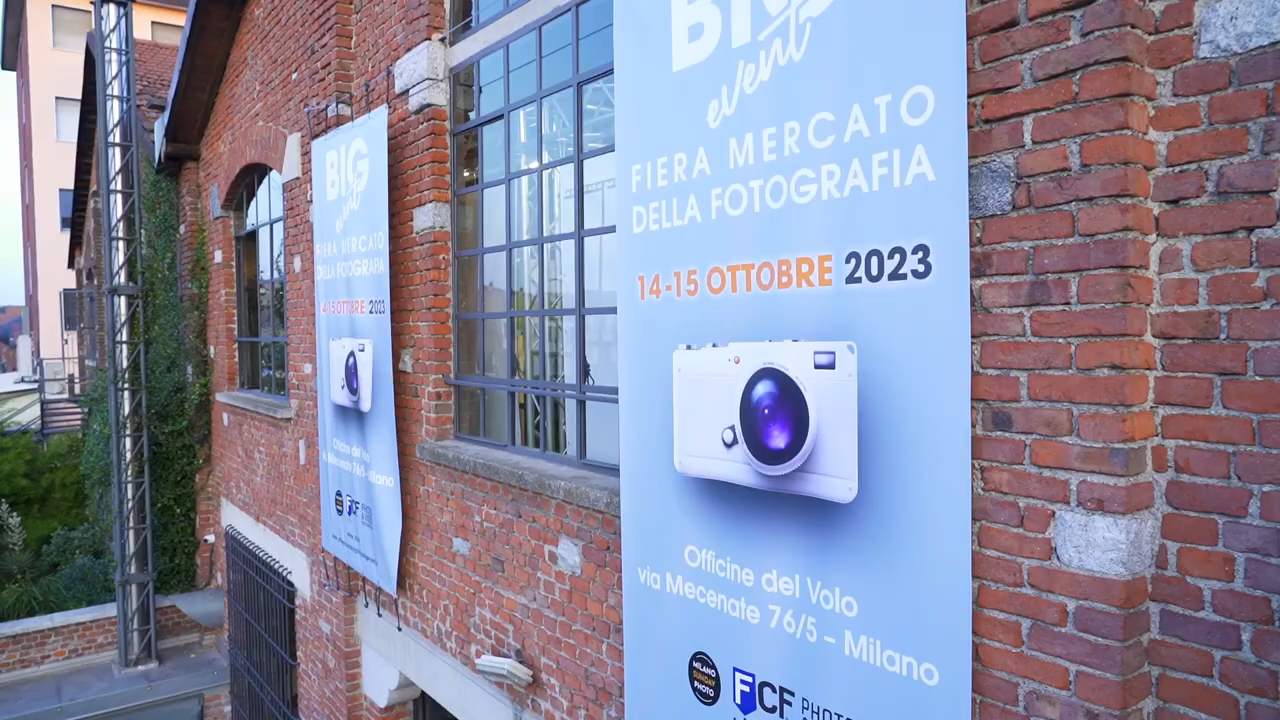 BIG
event
FIERA MERCATO
DELLA FOTOGRAFIA
14-15 OTTOBRE 2023
Officine del Volo
via Mecenate 76/5 - Milano
FCF
BIG
event
FIERA MERCATO
DELLA FOTOGRAFIA
14-15 OTTOBRE 2023
Officine del Volo
via Mecenate 76/5 – Milano
MILANO
SUNDAY
PHOTO
FCF